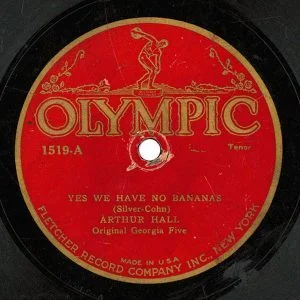 OLYMPIC
1519-A
Tenor
YES WE HAVE NO BANANAS
(Silver-Cohn)
ARTHUR HALL
Original Georgia Five
MADE IN U.S.A
FLETCHER RECORD COMPANY INC., NEW YORK